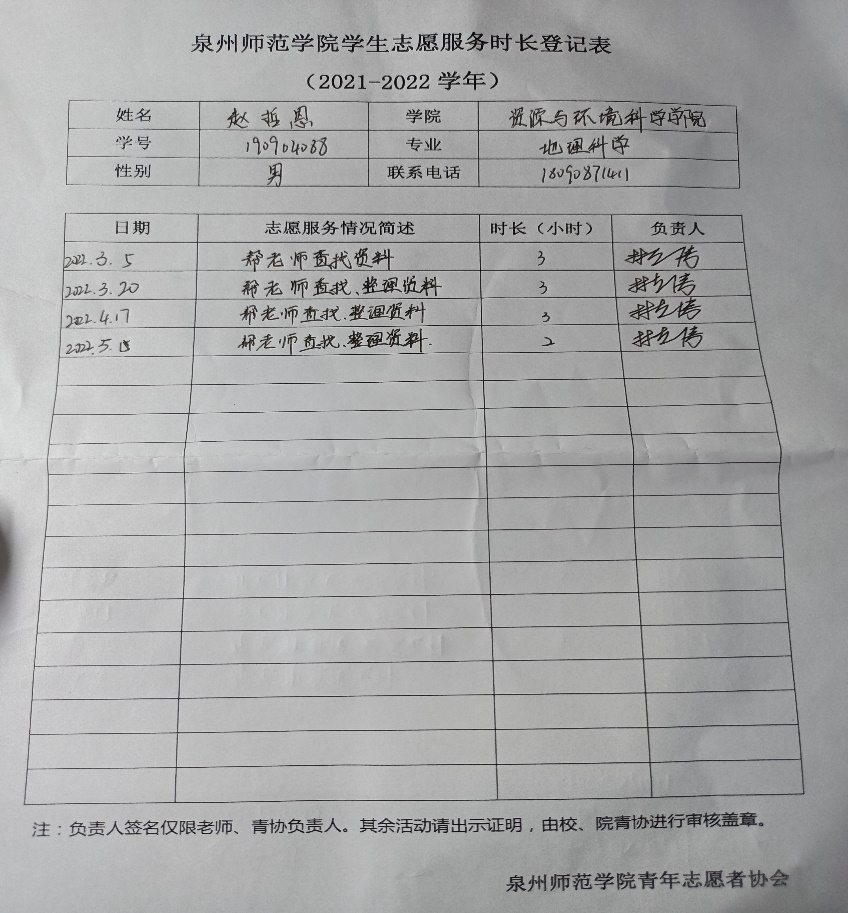 泉州师范学院学生志愿服务时长登记表
（2021-2022 学年）
姓名 赵哲恩 学院 资源与环境科学学院
学号 190904038 专业 地理科学
性别 男 联系电话 18090871411
日期 志愿服务情况简述 时长（小时） 负责人
2022.3.5 帮老师查找资料 3
2022.3.20 帮老师查找、整理资料 3
2022.4.17 帮老师查找、整理资料 3
2022.5. 帮老师查找、整理资料. 2
注：负责人签名仅限老师、青协负责人。其余活动请出示证明，由校、院青协进行审核盖章。
泉州师范学院青年志愿者协会